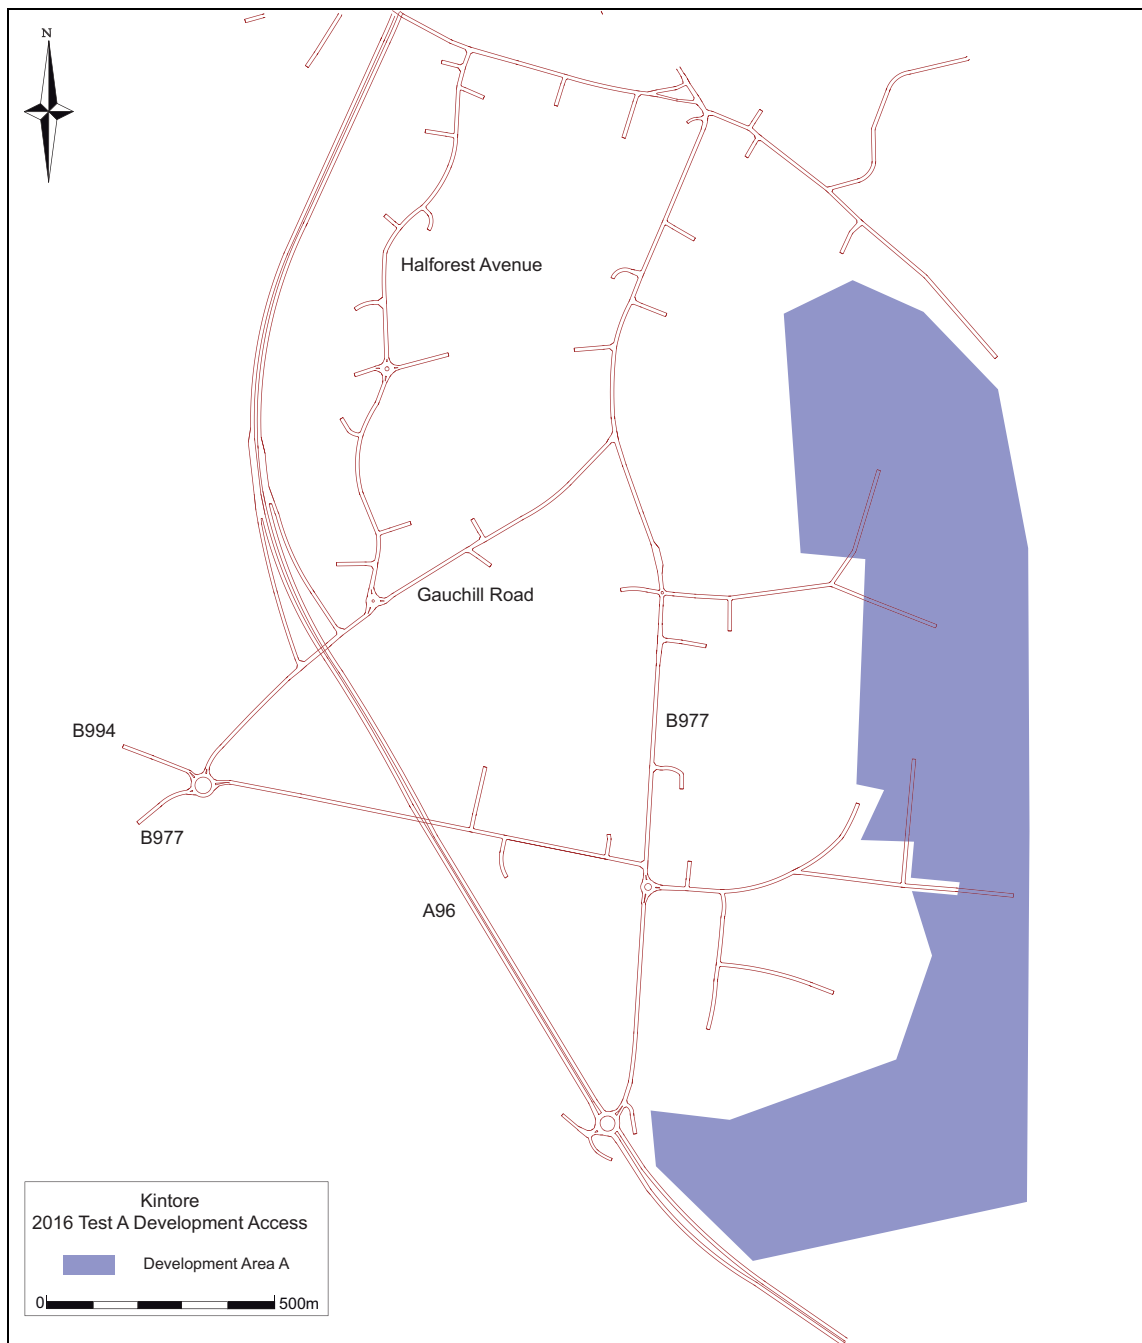 N
Halforest Avenue
Gauchill Road
B994
B977
B977
A96
Kintore
2016 Test A Development Access
Development Area A
0 500m